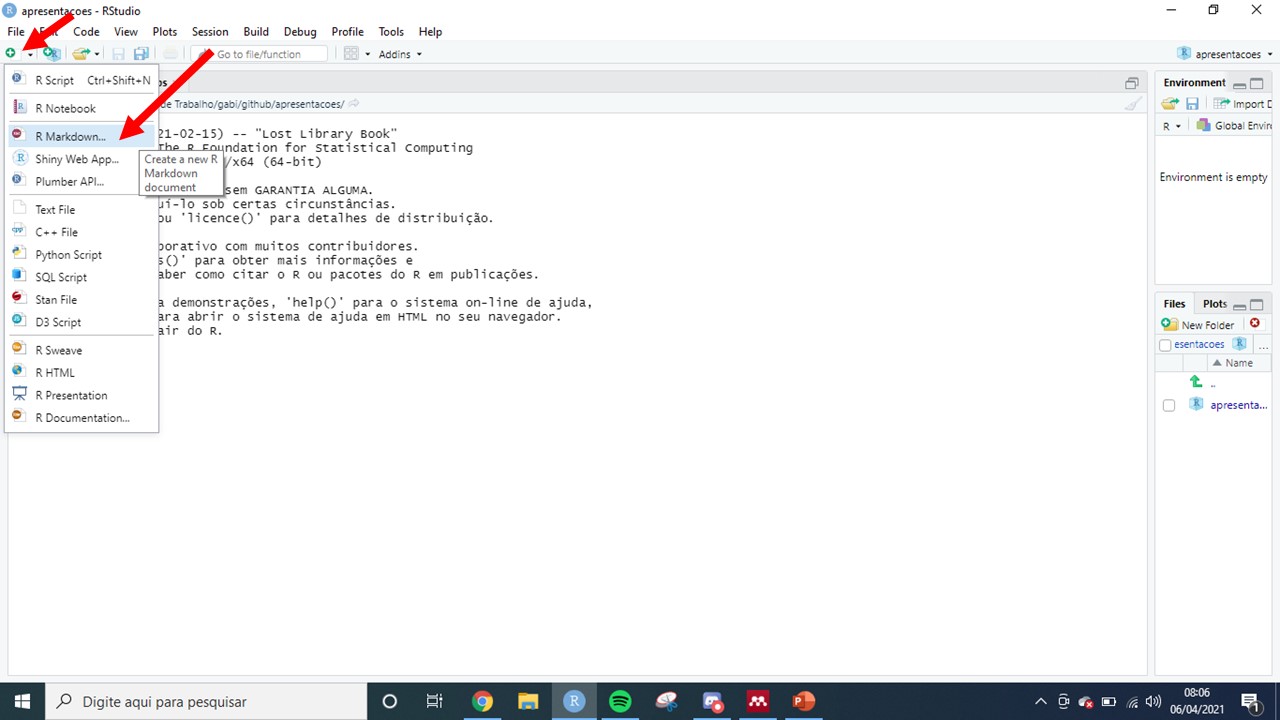 apresentacoes - RStudio
File Code View Plots Session Build Debug Profile Tools Help
Go to file/function Addins apresentacoes
R Script Ctrl+Shift+N
R Notebook
R Markdown...
Shiny Web App...
Plumber API...
Text File
C++ File
Python Script
SQL Script
Stan File
D3 Script
R Sweave
R HTML
R Presentation
R Documentation...
Create a new R
Markdown
document
de Trabalho/gabi/github/apresentacoes/
21-02-15) -- "Lost Library Book"
The R Foundation for Statistical Computing
/x64 (64-bit)
sem GARANTIA ALGUMA.
uí-lo sob certas circunstâncias.
ou 'licence()' para detalhes de distribuição.
borativo com muitos contribuidores.
s()' para obter mais informações e
aber como citar o R ou pacotes do R em publicações.
a demonstrações, 'help()' para o sistema on-line de ajuda,
ara abrir o sistema de ajuda em HTML no seu navegador.
air do R.
Environment
Import D
R Global Envir
Environment is empty
Files Plots
New Folder
esentacoes ...
Name
..
apresenta...
Digite aqui para pesquisar
08:06
06/04/2021
1